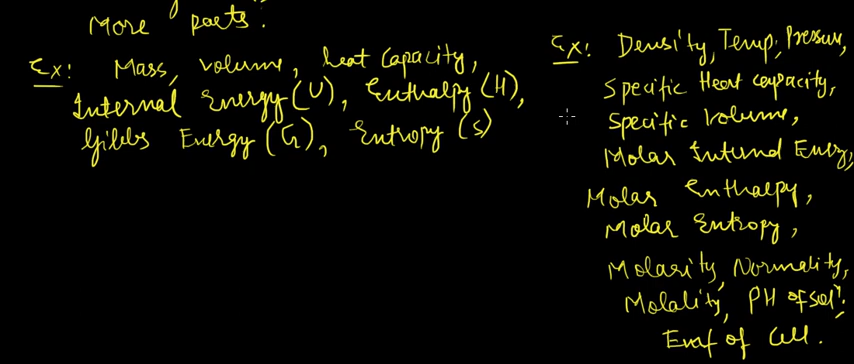 More parts.
Ex: Mass, volume, heat capacity,
Internal Energy (U), Enthalpy (H),
Gibbs Energy (G), Entropy (S)
Ex: Density, Temp, Pressure,
Specific Heat capacity,
Specific Volume,
Molar Internal Energy,
Molar Enthalpy,
Molar Entropy,
Molarity, Normality,
Molality, PH of solⁿ,
Emf of Cell.